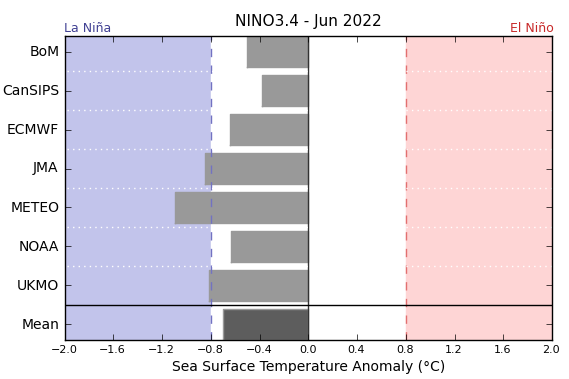 NINO3.4 - Jun 2022
La Niña El Niño
BoM
CanSIPS
ECMWF
JMA
METEO
NOAA
UKMO
Mean
−2.0 −1.6 −1.2 −0.8 −0.4 0.0 0.4 0.8 1.2 1.6 2.0
Sea Surface Temperature Anomaly (°C)